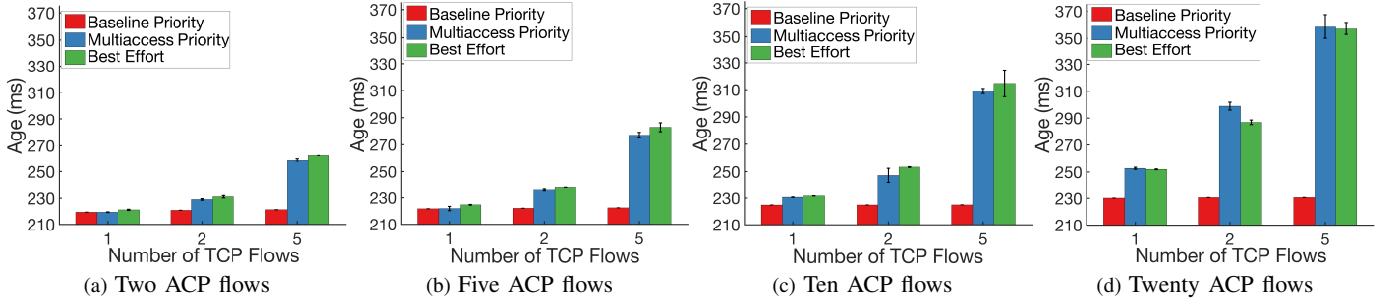 370
350
330
310
290
270
250
230
210
Age (ms)
Baseline Priority
Multiaccess Priority
Best Effort
1
2
5
Number of TCP Flows
(a) Two ACP flows
370
350
330
310
290
270
250
230
210
Age (ms)
Baseline Priority
Multiaccess Priority
Best Effort
1
2
5
Number of TCP Flows
(b) Five ACP flows
370
350
330
310
290
270
250
230
210
Age (ms)
Baseline Priority
Multiaccess Priority
Best Effort
1
2
5
Number of TCP Flows
(c) Ten ACP flows
370
350
330
310
290
270
250
230
210
Age (ms)
Baseline Priority
Multiaccess Priority
Best Effort
1
2
5
Number of TCP Flows
(d) Twenty ACP flows